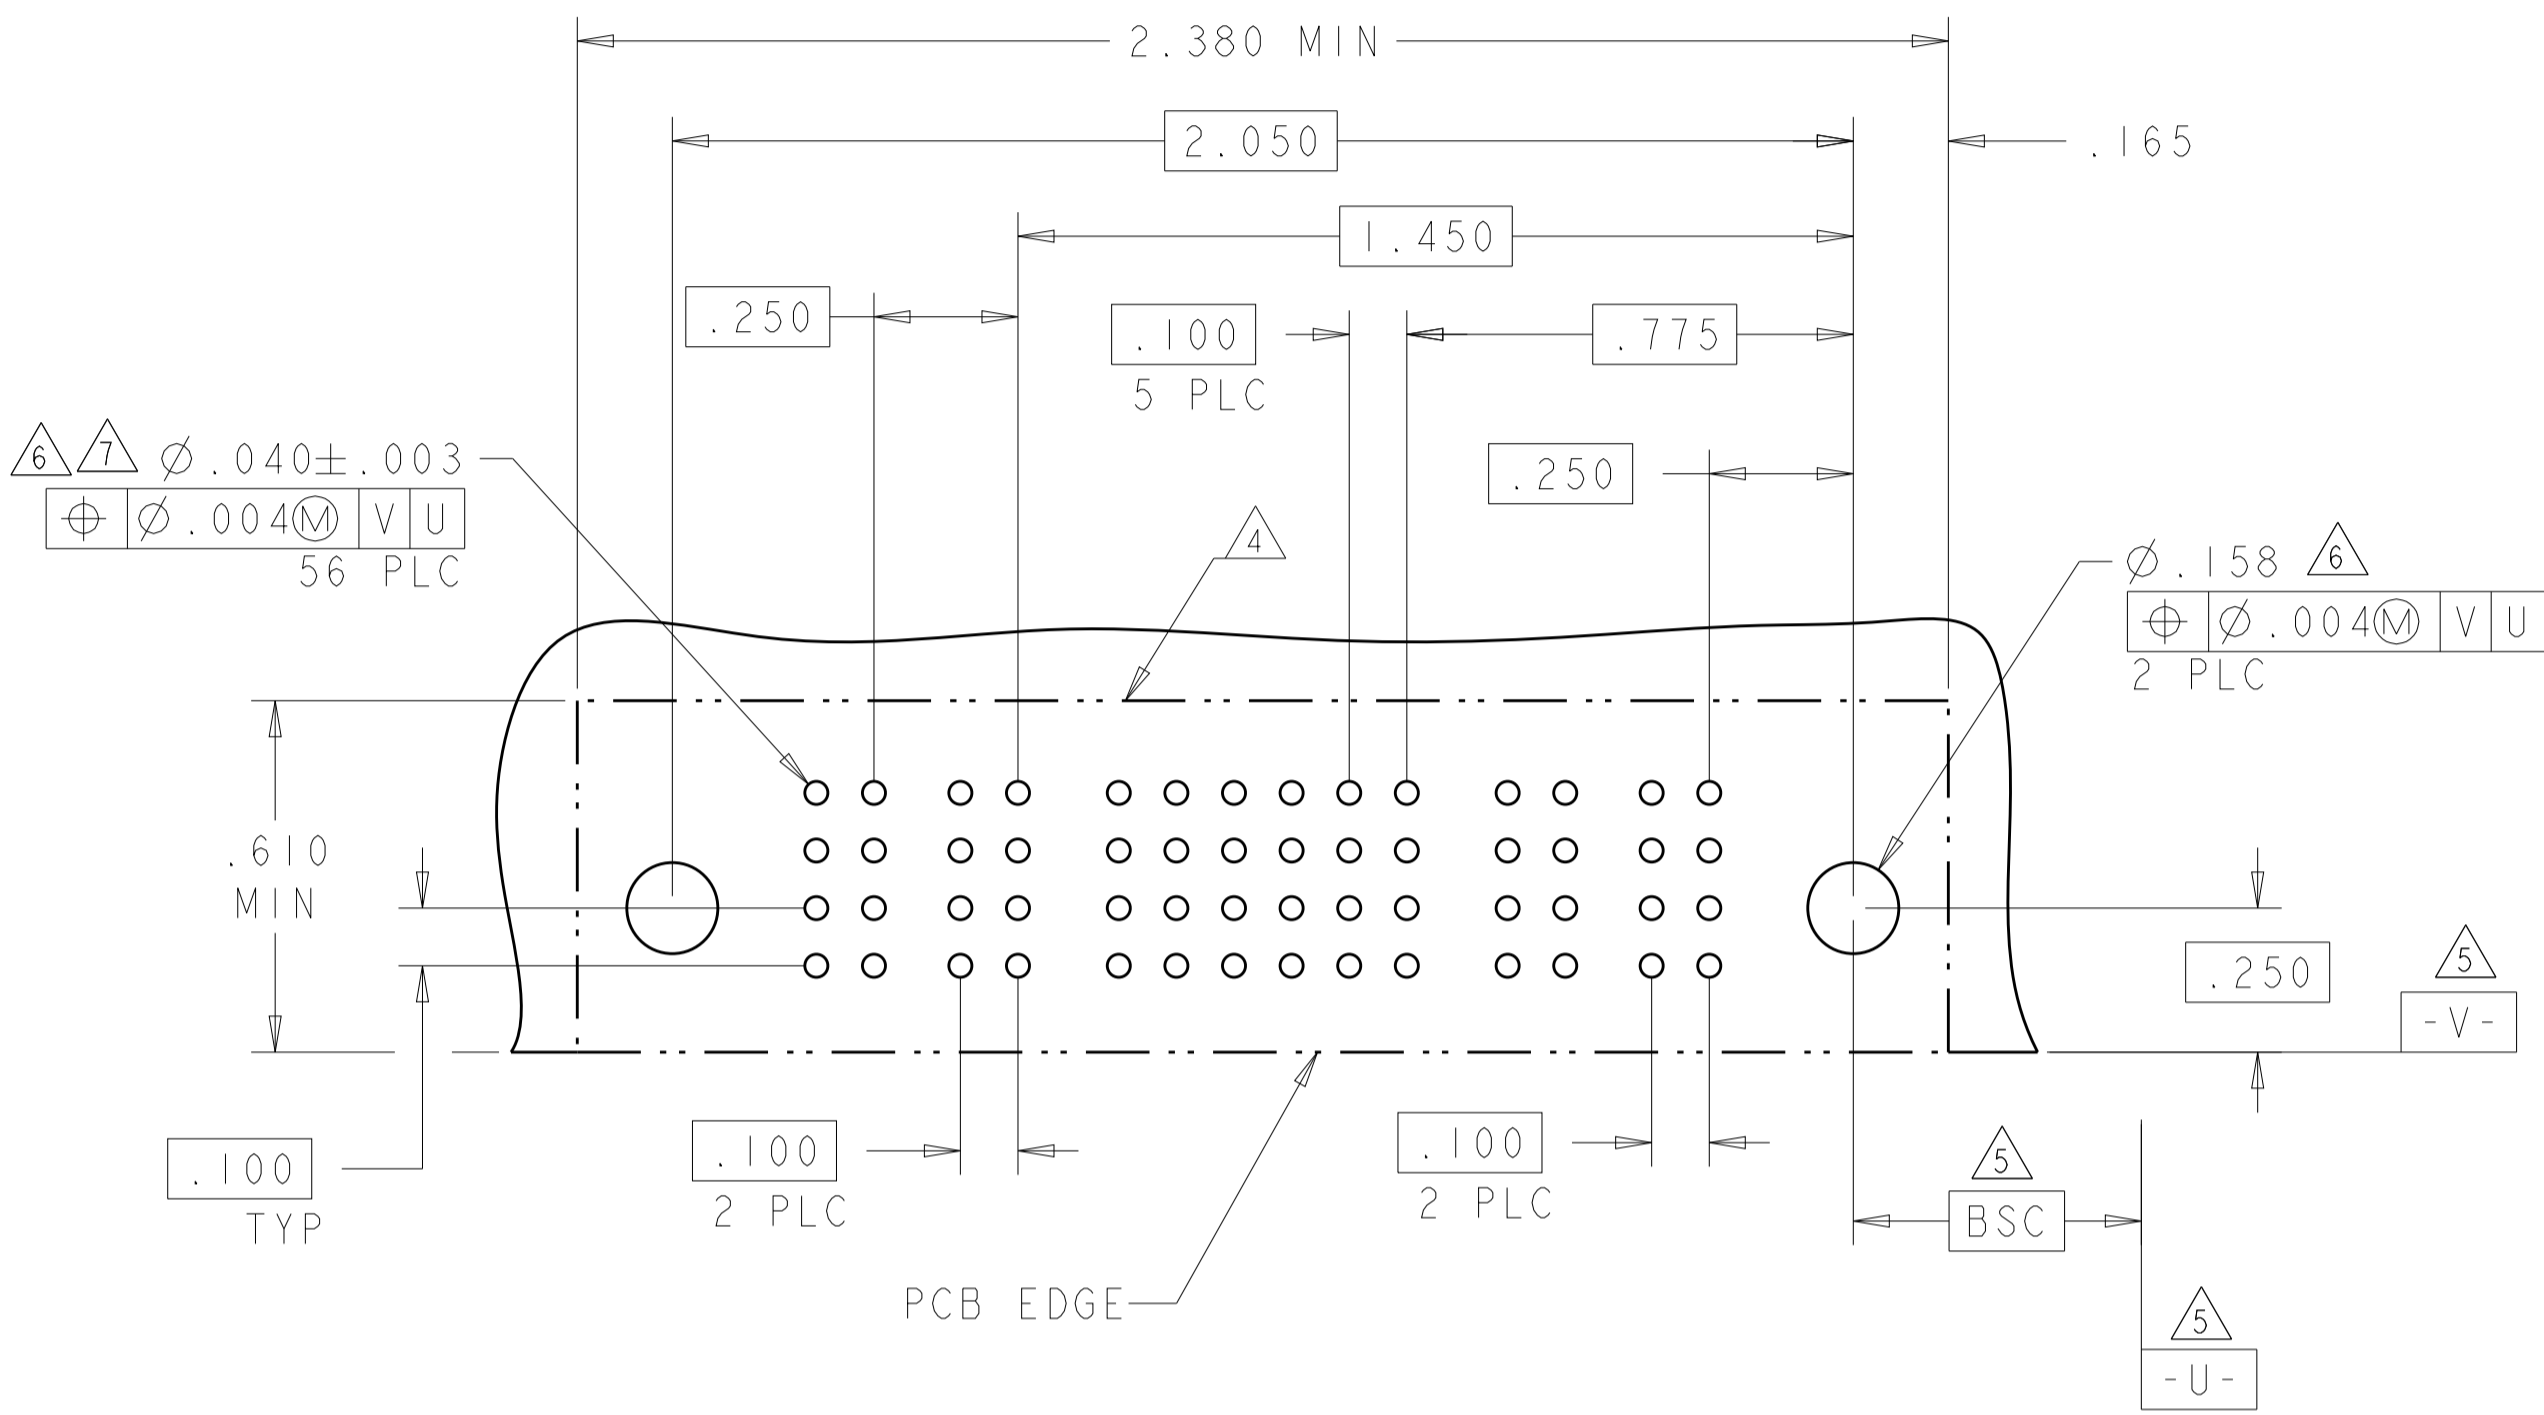 2.380 MIN
2.050
.165
1.450
.250
.100
5 PLC
.775
6 7 Ø.040±.003
⌖ Ø.004Ⓜ V U
56 PLC
.250
4
Ø.158 6
⌖ Ø.004Ⓜ V U
2 PLC
.610
MIN
.250
5
-V-
.100
TYP
.100
2 PLC
.100
2 PLC
5
BSC
PCB EDGE
5
-U-